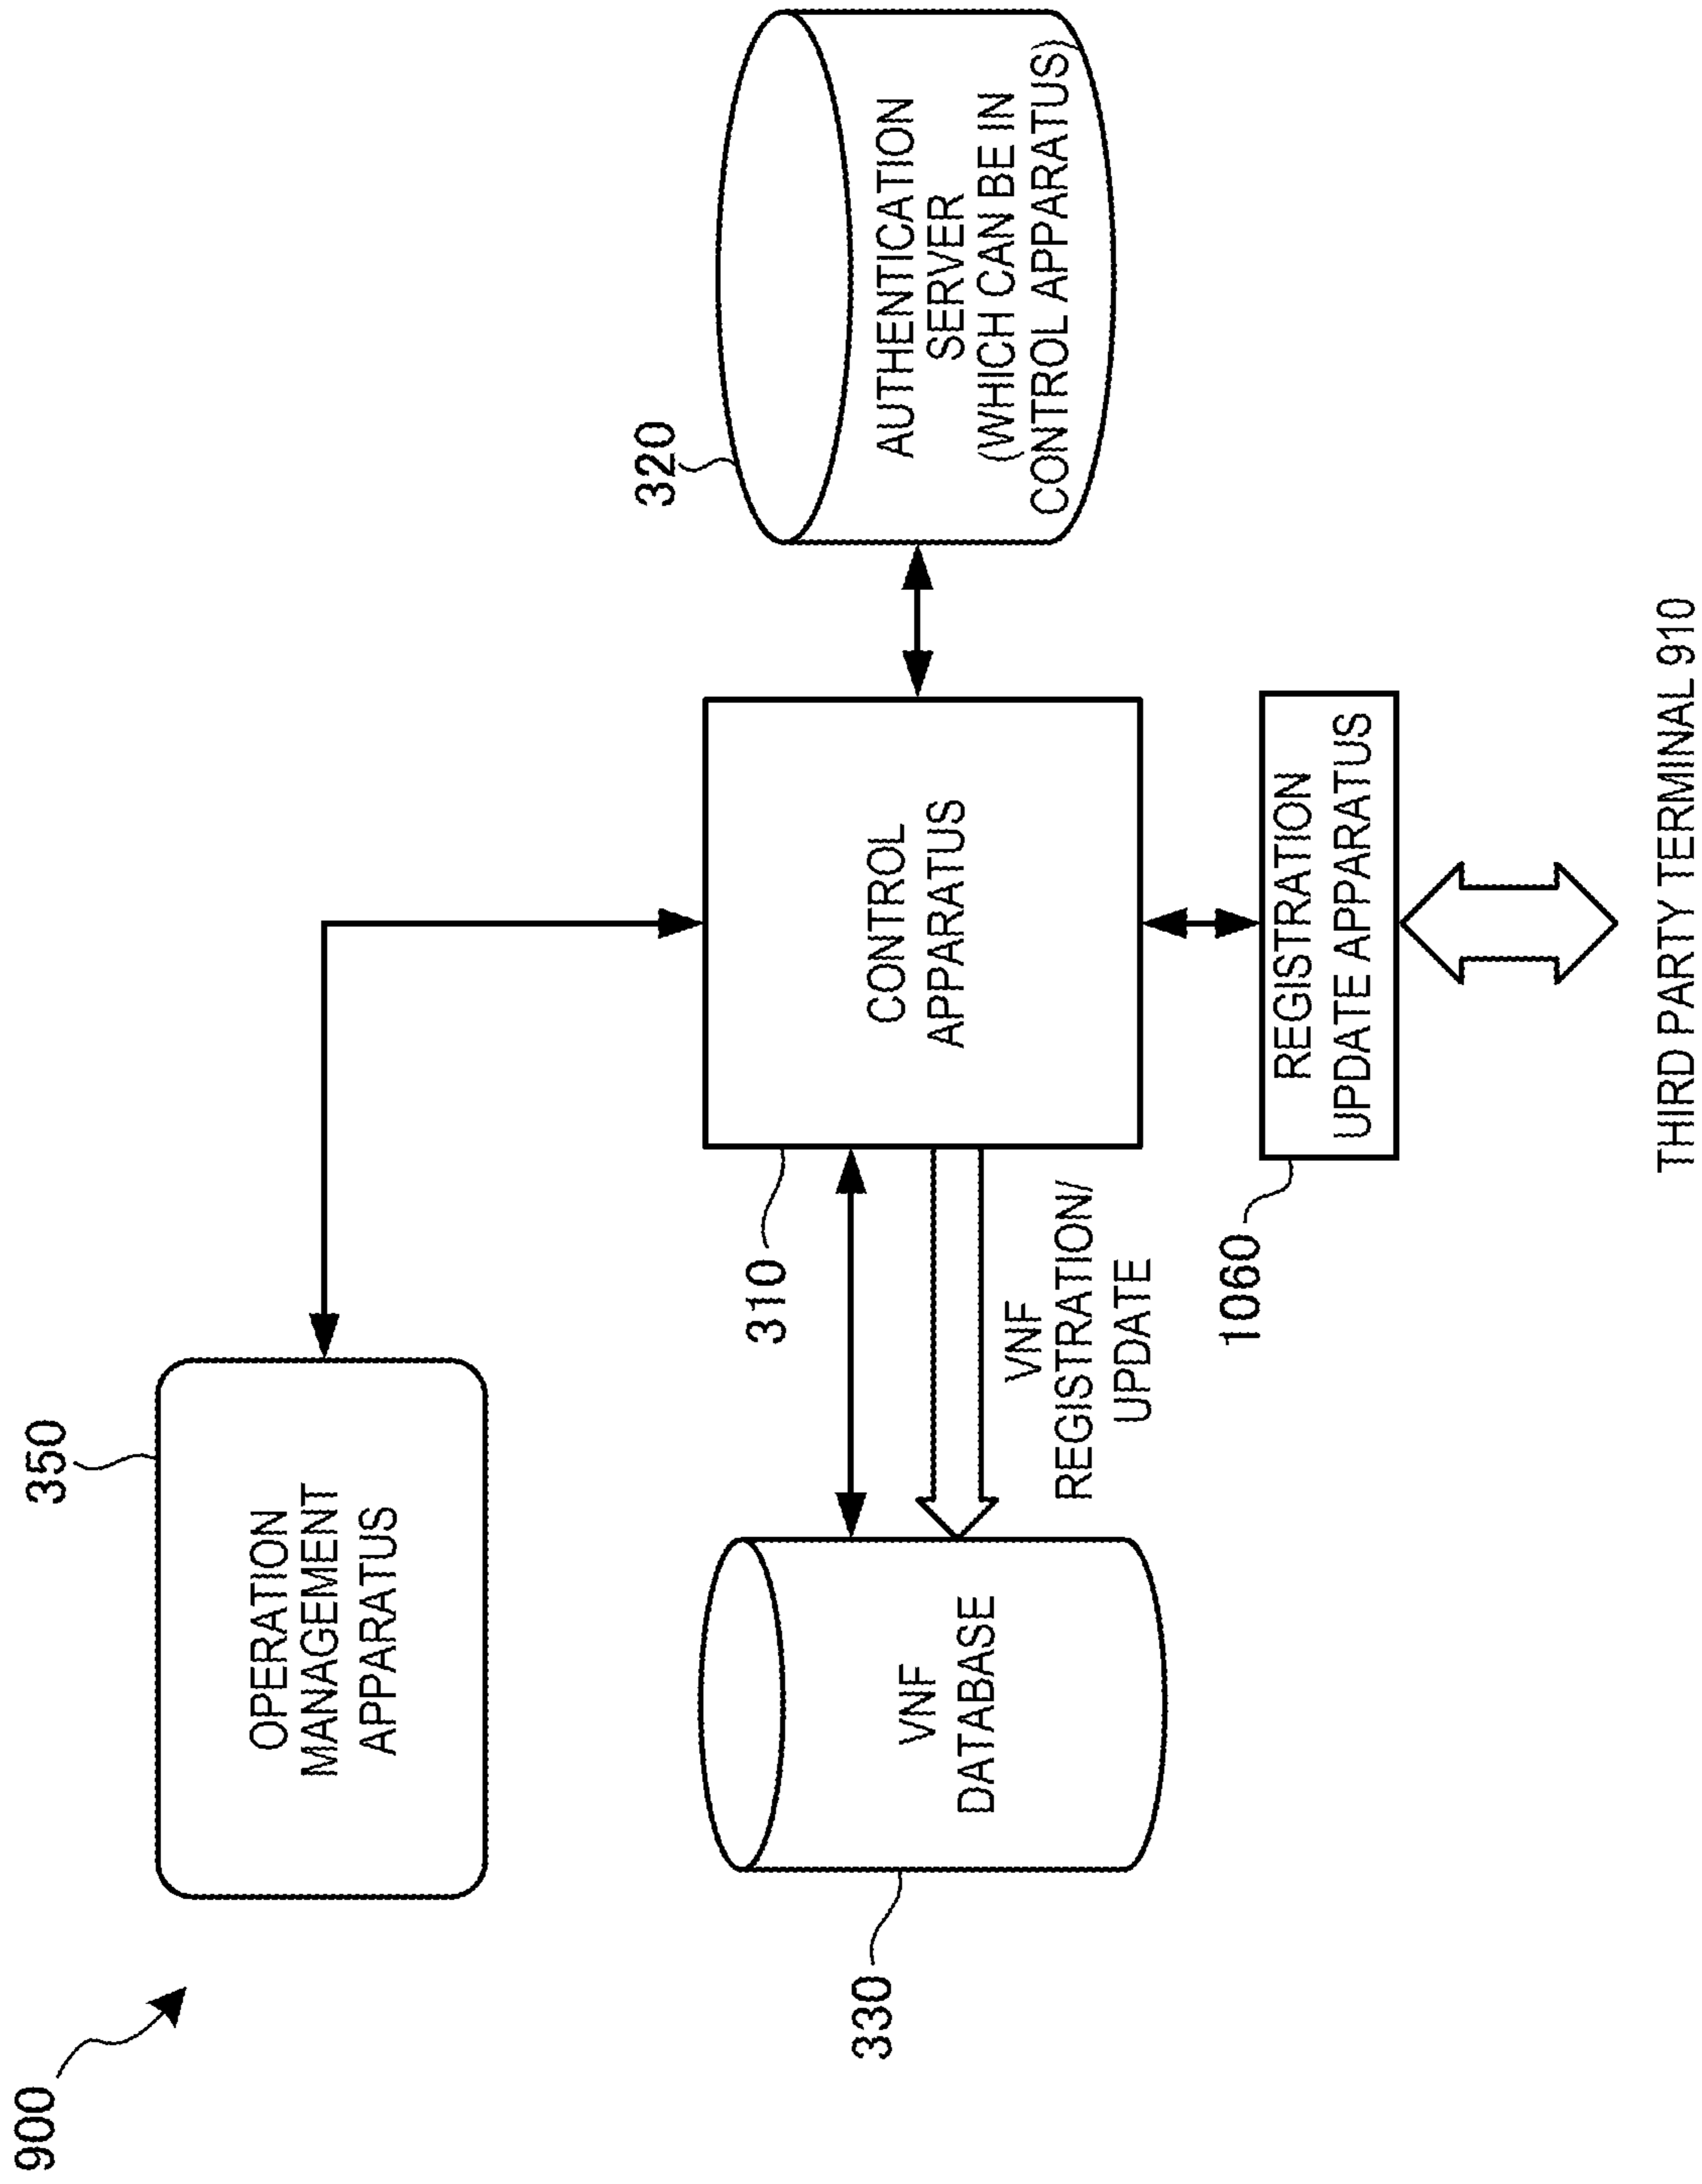 900
350
OPERATION
MANAGEMENT
APPARATUS
330
VNF
DATABASE
310
VNF
REGISTRATION/
UPDATE
CONTROL
APPARATUS
320
AUTHENTICATION
SERVER
(WHICH CAN BE IN
CONTROL APPARATUS)
1060
REGISTRATION
UPDATE APPARATUS
THIRD PARTY TERMINAL 910